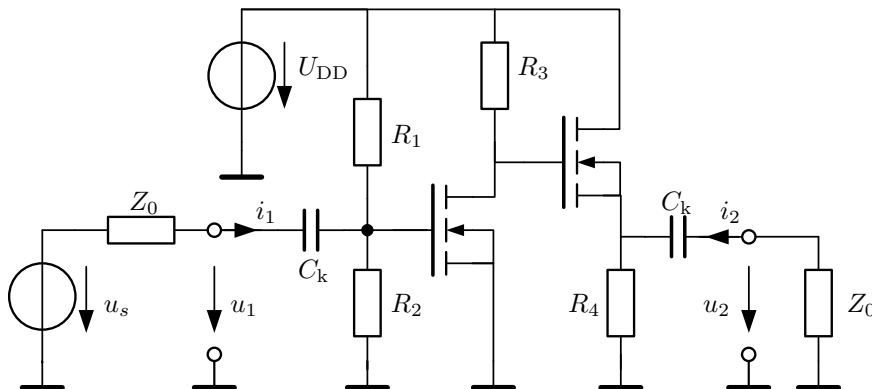 U_DD
R_3
R_1
Z_0
i_1
C_k
i_2
C_k
u_s
u_1
R_2
R_4
u_2
Z_0